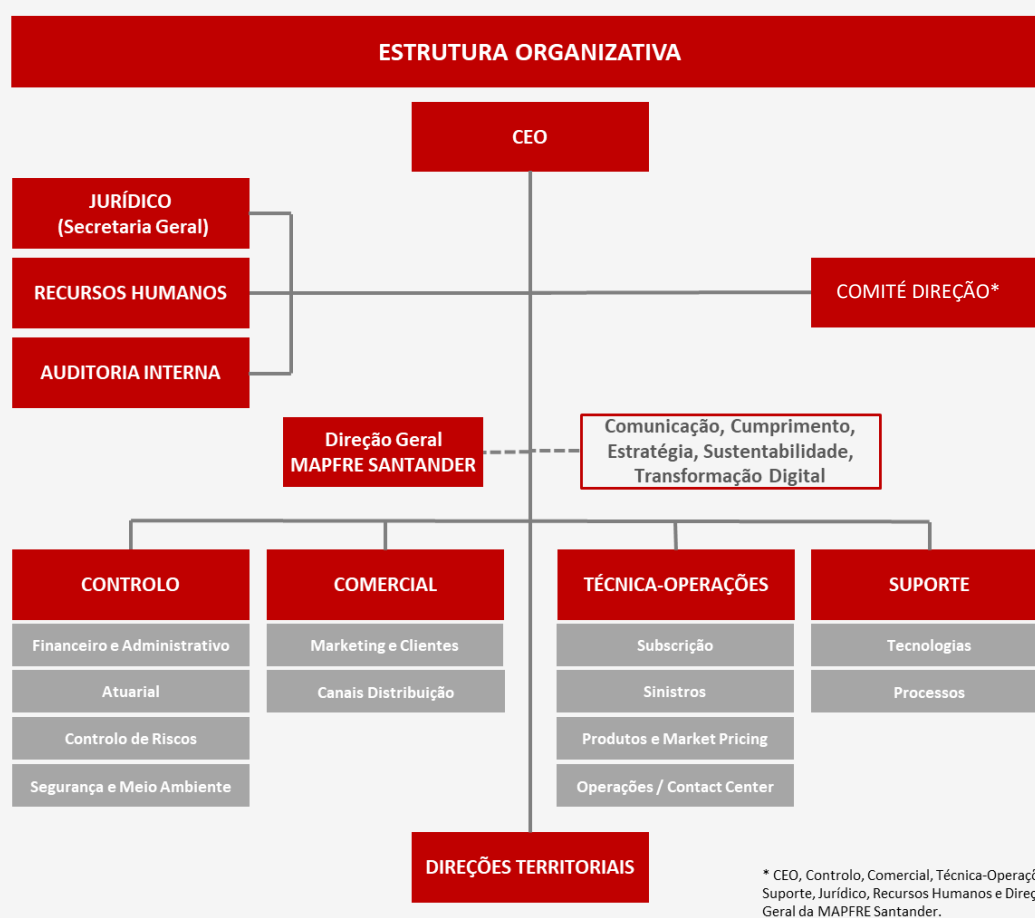 ESTRUTURA ORGANIZATIVA
CEO
JURÍDICO
(Secretaria Geral)
RECURSOS HUMANOS
COMITÉ DIREÇÃO*
AUDITORIA INTERNA
Direção Geral
MAPFRE SANTANDER
Comunicação, Cumprimento,
Estratégia, Sustentabilidade,
Transformação Digital
CONTROLO
Financeiro e Administrativo
Atuarial
Controlo de Riscos
Segurança e Meio Ambiente
COMERCIAL
Marketing e Clientes
Canais Distribuição
TÉCNICA-OPERAÇÕES
Subscrição
Sinistros
Produtos e Market Pricing
Operações / Contact Center
SUPORTE
Tecnologias
Processos
DIREÇÕES TERRITORIAIS
* CEO, Controlo, Comercial,
Suporte, Jurídico, Recursos Humanos e
Geral da MAPFRE Santander.